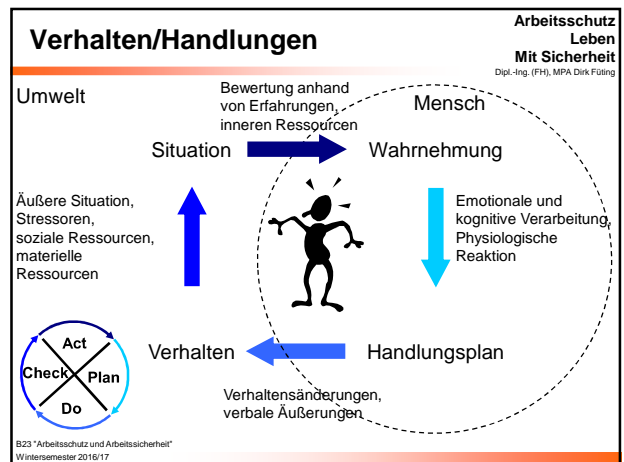 Verhalten/Handlungen
Arbeitsschutz
Leben
Mit Sicherheit
Dipl.-Ing. (FH), MPA Dirk Füting
Umwelt
Bewertung anhand
von Erfahrungen,
inneren Ressourcen
Mensch
Situation
Wahrnehmung
Äußere Situation,
Stressoren,
soziale Ressourcen,
materielle
Ressourcen
Emotionale und
kognitive Verarbeitung,
Physiologische
Reaktion
Act
Check
Plan
Do
Verhalten
Handlungsplan
Verhaltensänderungen,
verbale Äußerungen
B23 "Arbeitsschutz und Arbeitssicherheit"
Wintersemester 2016/17